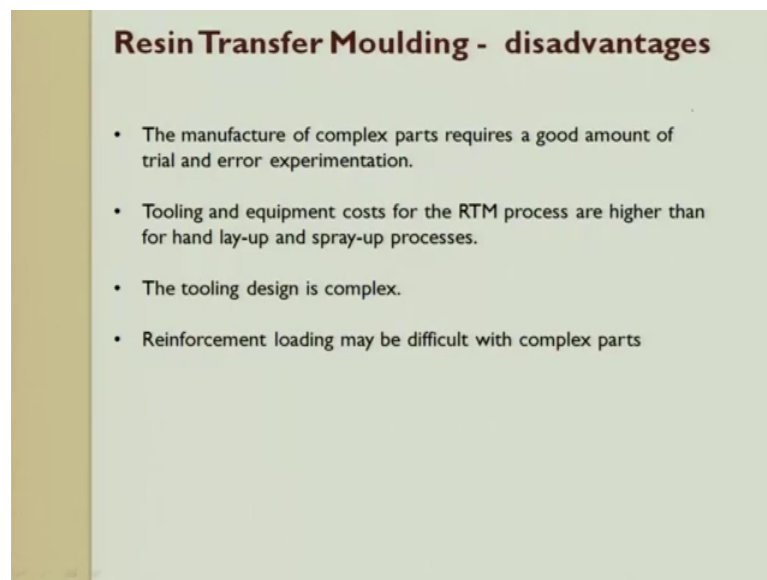 Resin Transfer Moulding - disadvantages
• The manufacture of complex parts requires a good amount of
trial and error experimentation.
• Tooling and equipment costs for the RTM process are higher than
for hand lay-up and spray-up processes.
• The tooling design is complex.
• Reinforcement loading may be difficult with complex parts